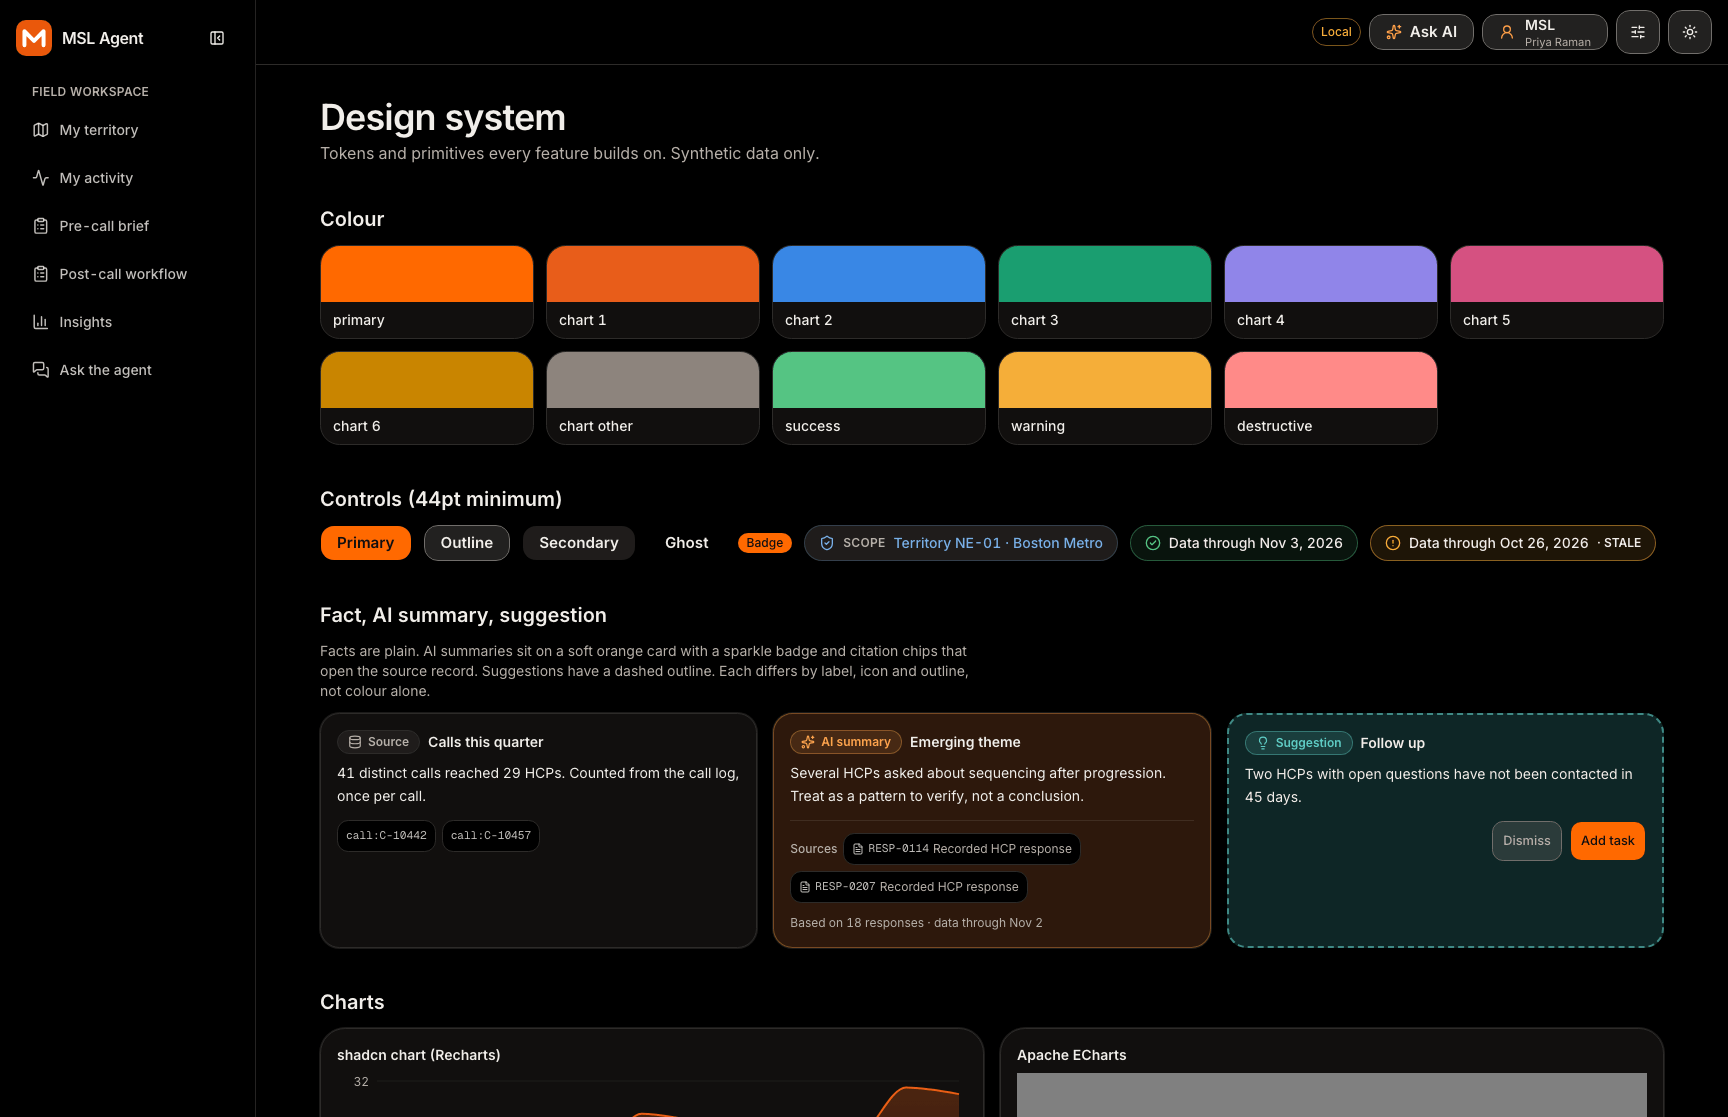 MSL Agent
Local
Ask AI
MSL
Priya Raman
FIELD WORKSPACE
My territory
My activity
Pre-call brief
Post-call workflow
Insights
Ask the agent
Design system
Tokens and primitives every feature builds on. Synthetic data only.
Colour
primary
chart 1
chart 2
chart 3
chart 4
chart 5
chart 6
chart other
success
warning
destructive
Controls (44pt minimum)
Primary
Outline
Secondary
Ghost
Badge
SCOPE Territory NE-01 · Boston Metro
Data through Nov 3, 2026
Data through Oct 26, 2026 · STALE
Fact, AI summary, suggestion
Facts are plain. AI summaries sit on a soft orange card with a sparkle badge and citation chips that
open the source record. Suggestions have a dashed outline. Each differs by label, icon and outline,
not colour alone.
Source Calls this quarter
41 distinct calls reached 29 HCPs. Counted from the call log,
once per call.
call:C-10442 call:C-10457
AI summary Emerging theme
Several HCPs asked about sequencing after progression.
Treat as a pattern to verify, not a conclusion.
Sources RESP-0114 Recorded HCP response
RESP-0207 Recorded HCP response
Based on 18 responses · data through Nov 2
Suggestion Follow up
Two HCPs with open questions have not been contacted in
45 days.
Dismiss Add task
Charts
shadcn chart (Recharts)
32
Apache ECharts